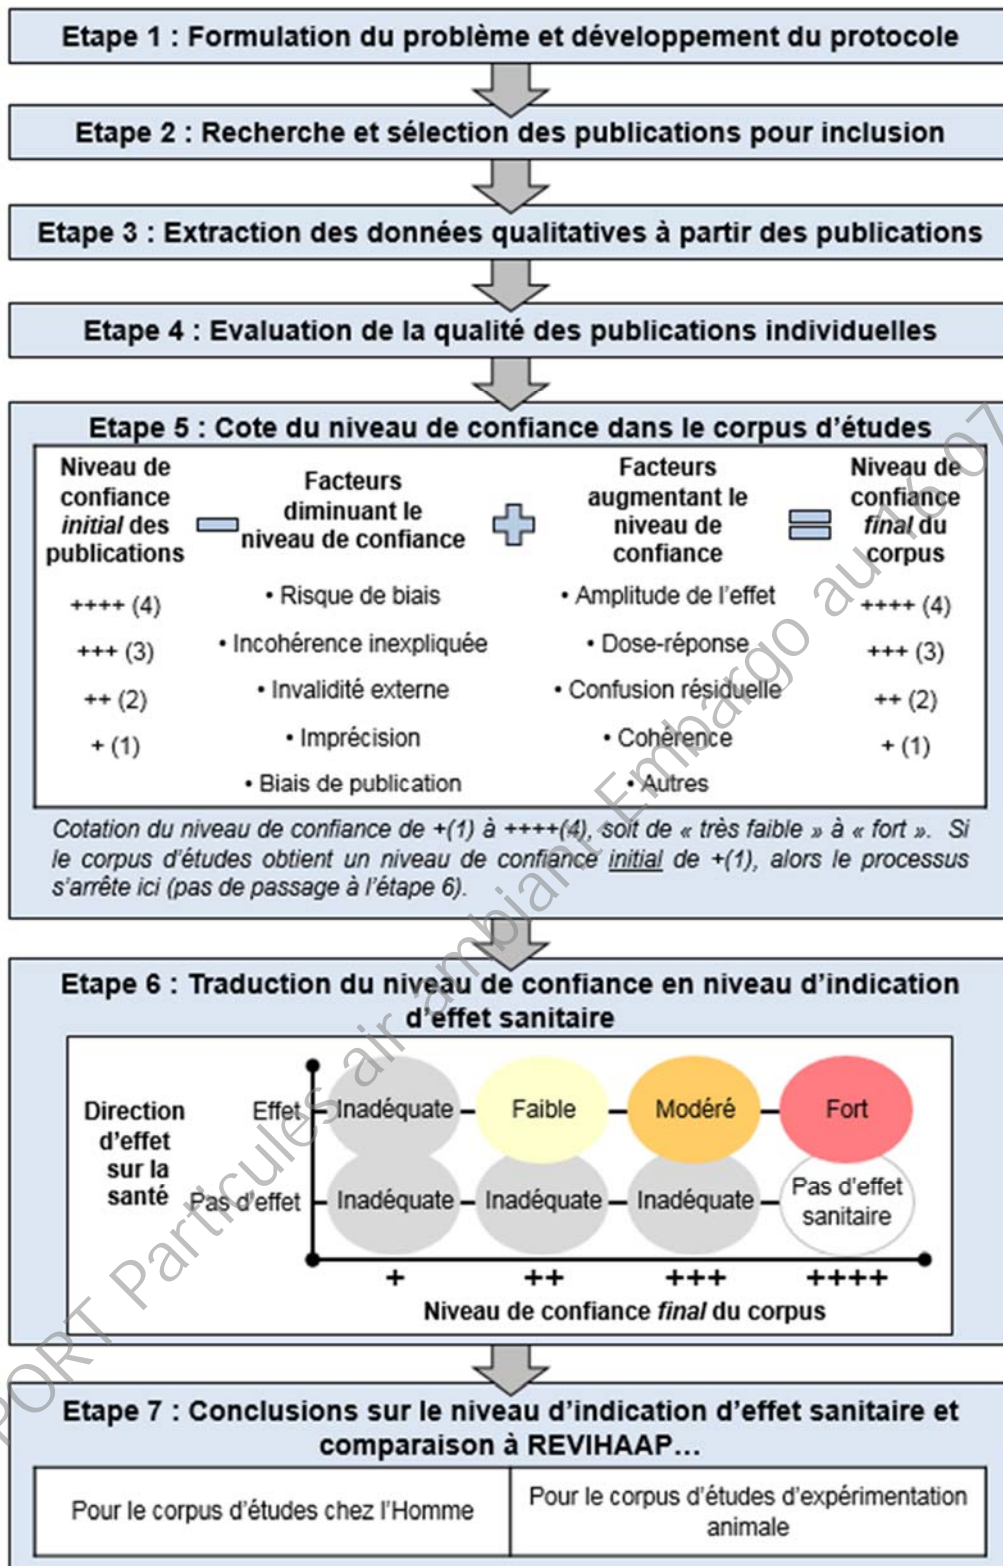 Etape 1 : Formulation du problème et développement du protocole
Etape 2 : Recherche et sélection des publications pour inclusion
Etape 3 : Extraction des données qualitatives à partir des publications
Etape 4 : Evaluation de la qualité des publications individuelles
Etape 5 : Cote du niveau de confiance dans le corpus d'études
Niveau de
confiance
initial des
publications
++++ (4)
+++ (3)
++ (2)
+ (1)
Facteurs
diminuant le
niveau de confiance
• Risque de biais
• Incohérence inexpliquée
• Invalidité externe
• Imprécision
• Biais de publication
Facteurs
augmentant le
niveau de
confiance
• Amplitude de l'effet
• Dose-réponse
• Confusion résiduelle
• Cohérence
• Autres
Niveau de
confiance
final du
corpus
++++ (4)
+++ (3)
++ (2)
+ (1)
Cotation du niveau de confiance de +(1) à ++++(4), soit de « très faible » à « fort ». Si
le corpus d'études obtient un niveau de confiance initial de +(1), alors le processus
s'arrête ici (pas de passage à l'étape 6).
Etape 6 : Traduction du niveau de confiance en niveau d'indication
d'effet sanitaire
Direction
d'effet
sur la
santé
Effet
Inadéquate
Faible
Modéré
Fort
Pas d'effet
Inadéquate
Inadéquate
Inadéquate
Pas d'effet
sanitaire
+
++
+++
++++
Niveau de confiance final du corpus
Etape 7 : Conclusions sur le niveau d'indication d'effet sanitaire et
comparaison à REVIHAAP…
Pour le corpus d'études chez l'Homme
Pour le corpus d'études d'expérimentation
animale
PORT Particules air ambiant-Embargo au 16 07